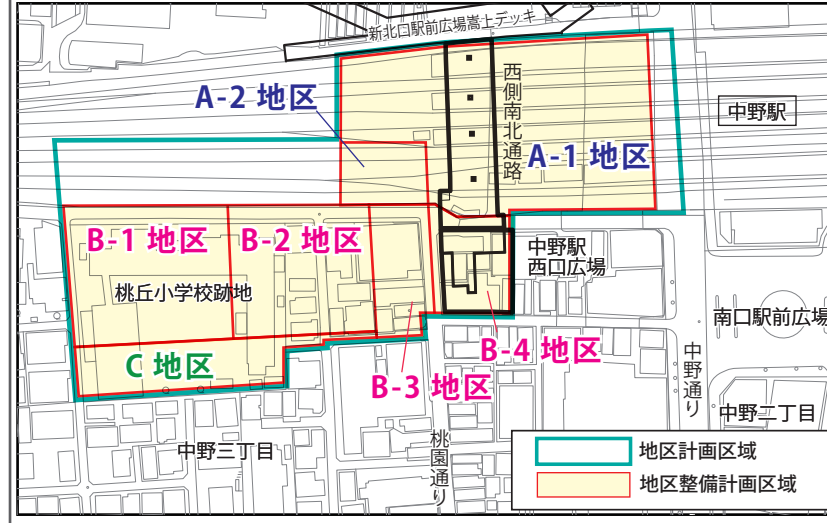 新北口駅前広場嵩上デッキ
A-2 地区
西側南北通路
中野駅
A-1 地区
B-1 地区
B-2 地区
中野駅
西口広場
桃丘小学校跡地
南口駅前広場
B-4 地区
C 地区
B-3 地区
中野通り
中野二丁目
中野三丁目
桃園通り
地区計画区域
地区整備計画区域